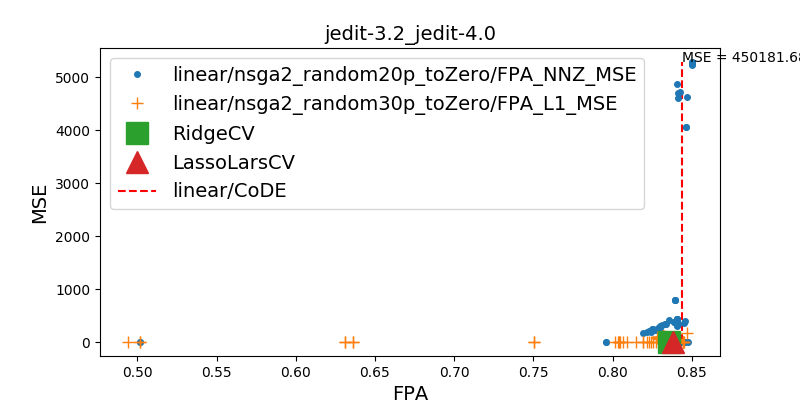 jedit-3.2_jedit-4.0
MSE = 450181.68
linear/nsga2_random20p_toZero/FPA_NNZ_MSE
linear/nsga2_random30p_toZero/FPA_L1_MSE
RidgeCV
LassoLarsCV
linear/CoDE
MSE
5000
4000
3000
2000
1000
0
0.50 0.55 0.60 0.65 0.70 0.75 0.80 0.85
FPA